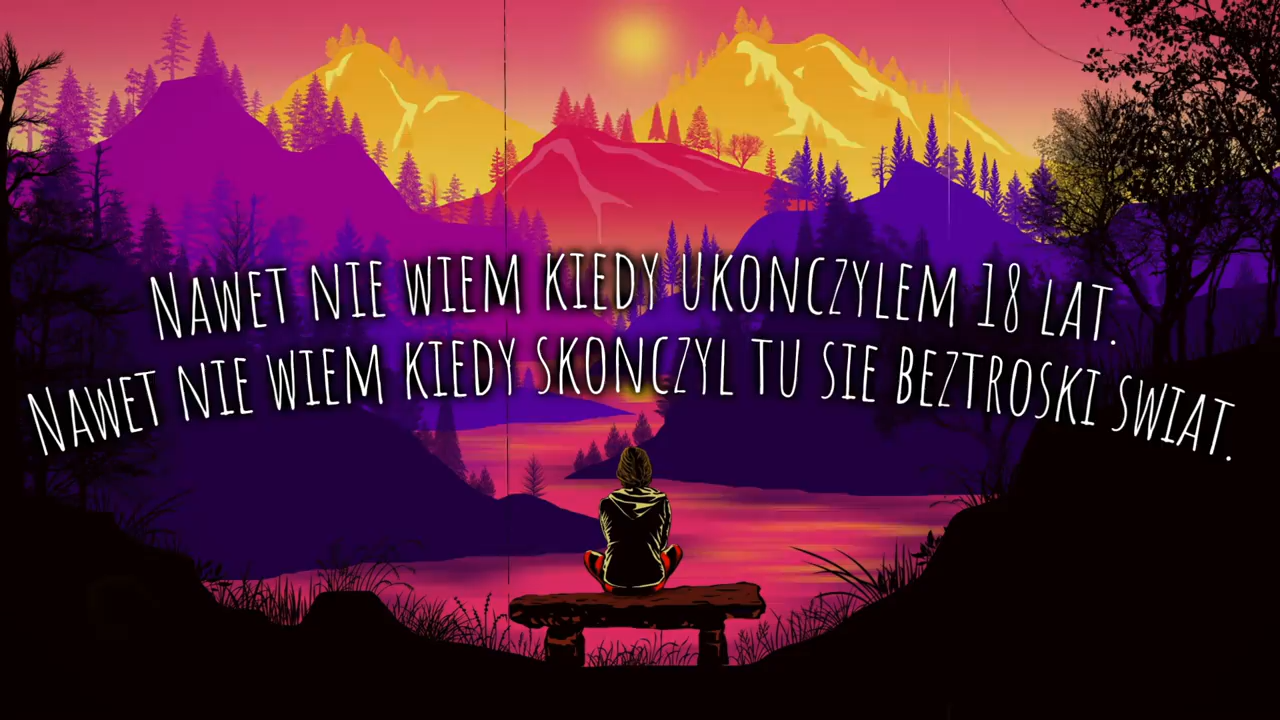 Nawet nie wiem kiedy ukonczylem 18 lat.
Nawet nie wiem kiedy skonczyl tu sie beztroski swiat.